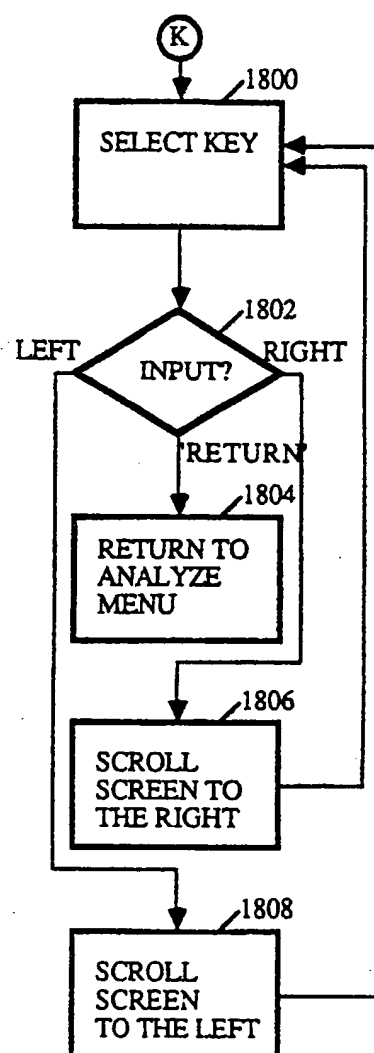 K
1800
SELECT KEY
1802
LEFT
INPUT?
RIGHT
'RETURN'
1804
RETURN TO
ANALYZE
MENU
1806
SCROLL
SCREEN TO
THE RIGHT
1808
SCROLL
SCREEN
TO THE LEFT